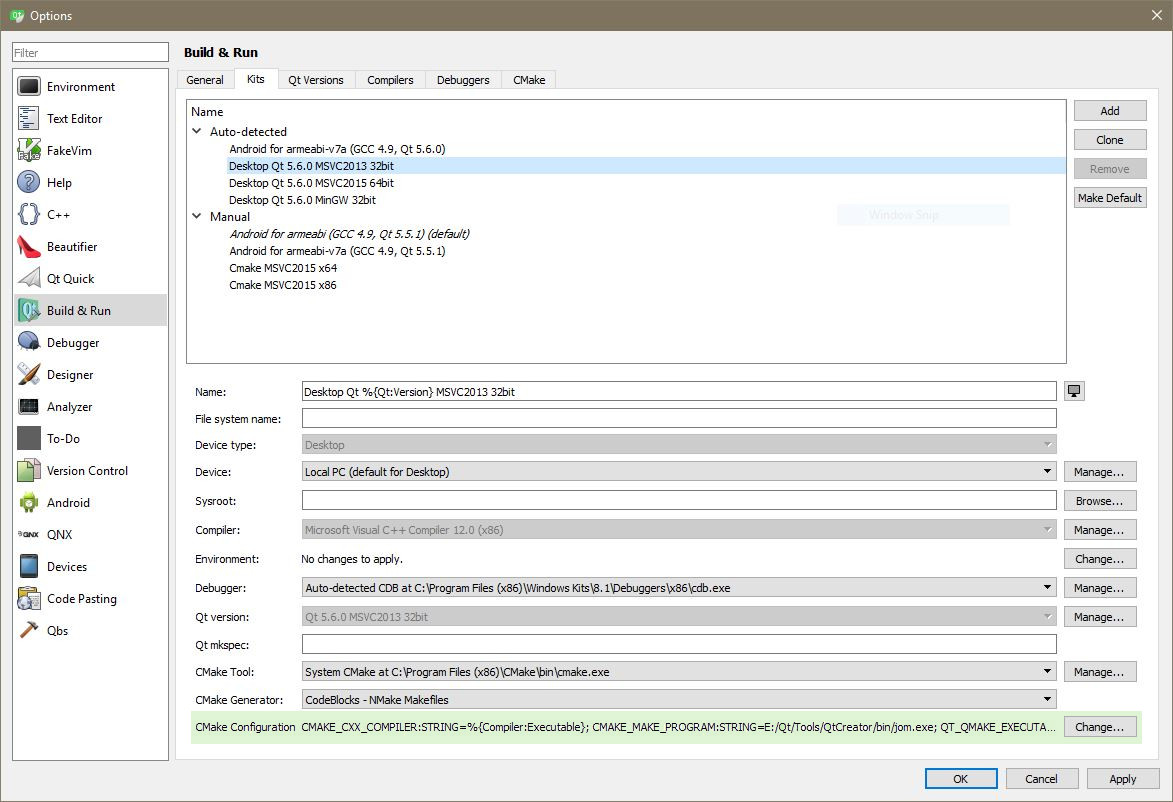 Options
Filter
Environment
Text Editor
FakeVim
Help
C++
Beautifier
Qt Quick
Build & Run
Debugger
Designer
Analyzer
To-Do
Version Control
Android
QNX
Devices
Code Pasting
Qbs
Build & Run
General Kits Qt Versions Compilers Debuggers CMake
Name
Auto-detected
Android for armeabi-v7a (GCC 4.9, Qt 5.6.0)
Desktop Qt 5.6.0 MSVC2013 32bit
Desktop Qt 5.6.0 MSVC2015 64bit
Desktop Qt 5.6.0 MinGW 32bit
Manual
Android for armeabi (GCC 4.9, Qt 5.5.1) (default)
Android for armeabi-v7a (GCC 4.9, Qt 5.5.1)
Cmake MSVC2015 x64
Cmake MSVC2015 x86
Window Snip
Add
Clone
Remove
Make Default
Name: Desktop Qt %{Qt:Version} MSVC2013 32bit
File system name:
Device type: Desktop
Device: Local PC (default for Desktop) Manage...
Sysroot: Browse...
Compiler: Microsoft Visual C++ Compiler 12.0 (x86) Manage...
Environment: No changes to apply. Change...
Debugger: Auto-detected CDB at C:\Program Files (x86)\Windows Kits\8.1\Debuggers\x86\cdb.exe Manage...
Qt version: Qt 5.6.0 MSVC2013 32bit Manage...
Qt mkspec:
CMake Tool: System CMake at C:\Program Files (x86)\CMake\bin\cmake.exe Manage...
CMake Generator: CodeBlocks - NMake Makefiles
CMake Configuration CMAKE_CXX_COMPILER:STRING=%{Compiler:Executable}; CMAKE_MAKE_PROGRAM:STRING=E:/Qt/Tools/QtCreator/bin/jom.exe; QT_QMAKE_EXECUTA... Change...
OK Cancel Apply